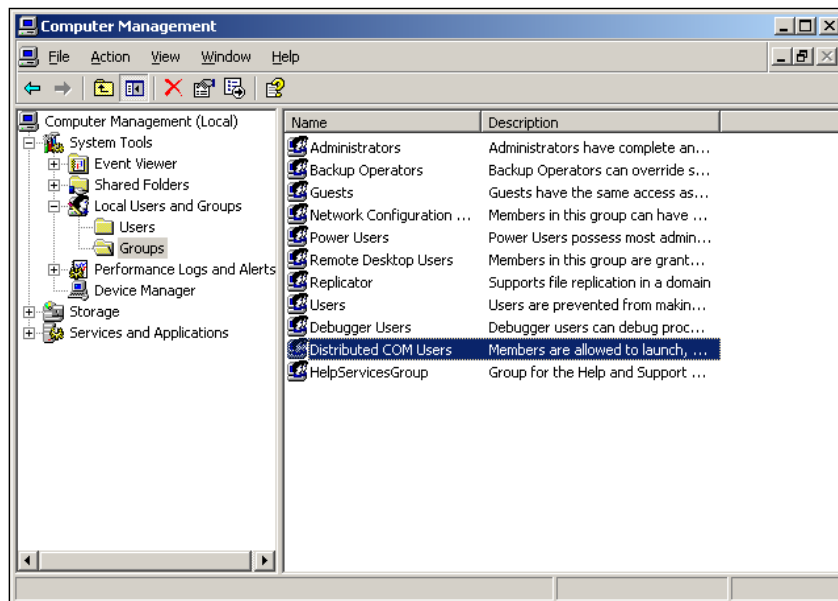 Computer Management
File Action View Window Help
Computer Management (Local)
System Tools
Event Viewer
Shared Folders
Local Users and Groups
Users
Groups
Performance Logs and Alerts
Device Manager
Storage
Services and Applications
Name Description
Administrators Administrators have complete an...
Backup Operators Backup Operators can override s...
Guests Guests have the same access as...
Network Configuration ... Members in this group can have ...
Power Users Power Users possess most admin...
Remote Desktop Users Members in this group are grant...
Replicator Supports file replication in a domain
Users Users are prevented from makin...
Debugger Users Debugger users can debug proc...
Distributed COM Users Members are allowed to launch, ...
HelpServicesGroup Group for the Help and Support ...